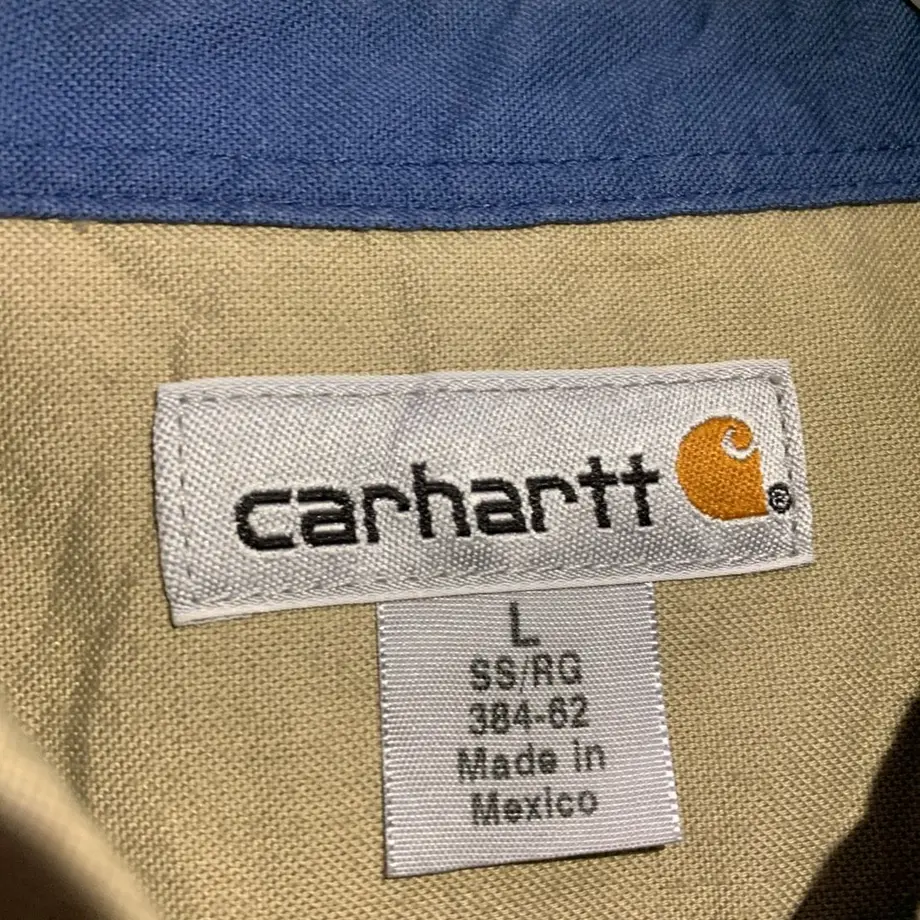 carhartt®
L
SS/RG
384-62
Made in
Mexico